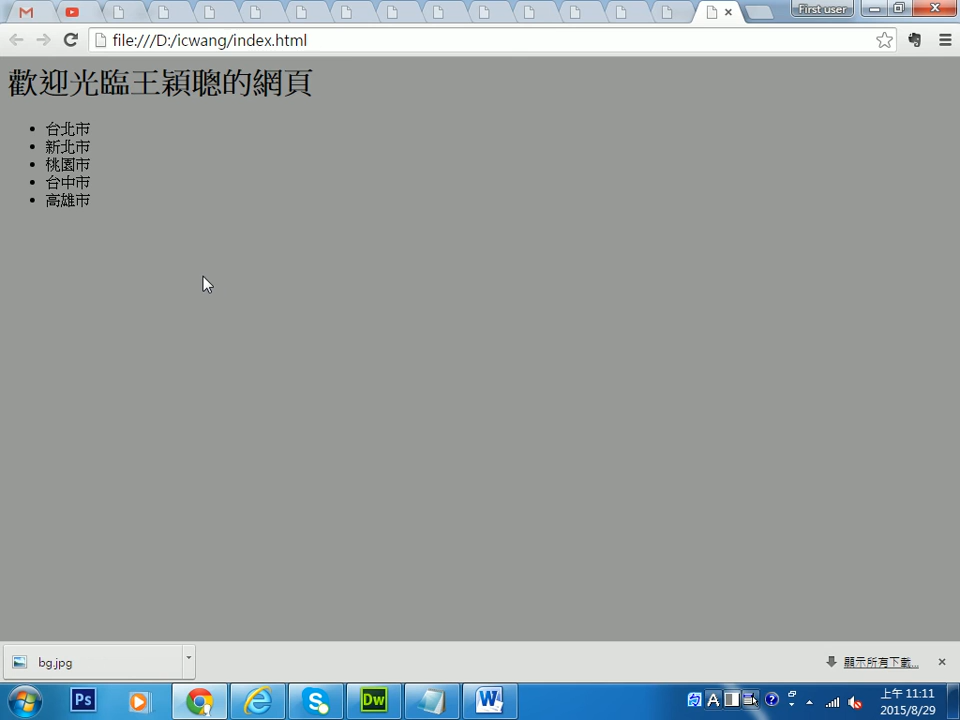 First user
file:///D:/icwang/index.html
歡迎光臨王穎聰的網頁
台北市
新北市
桃園市
台中市
高雄市
bg.jpg
顯示所有下載...
Ps
Dw
W
A
上午 11:11
2015/8/29